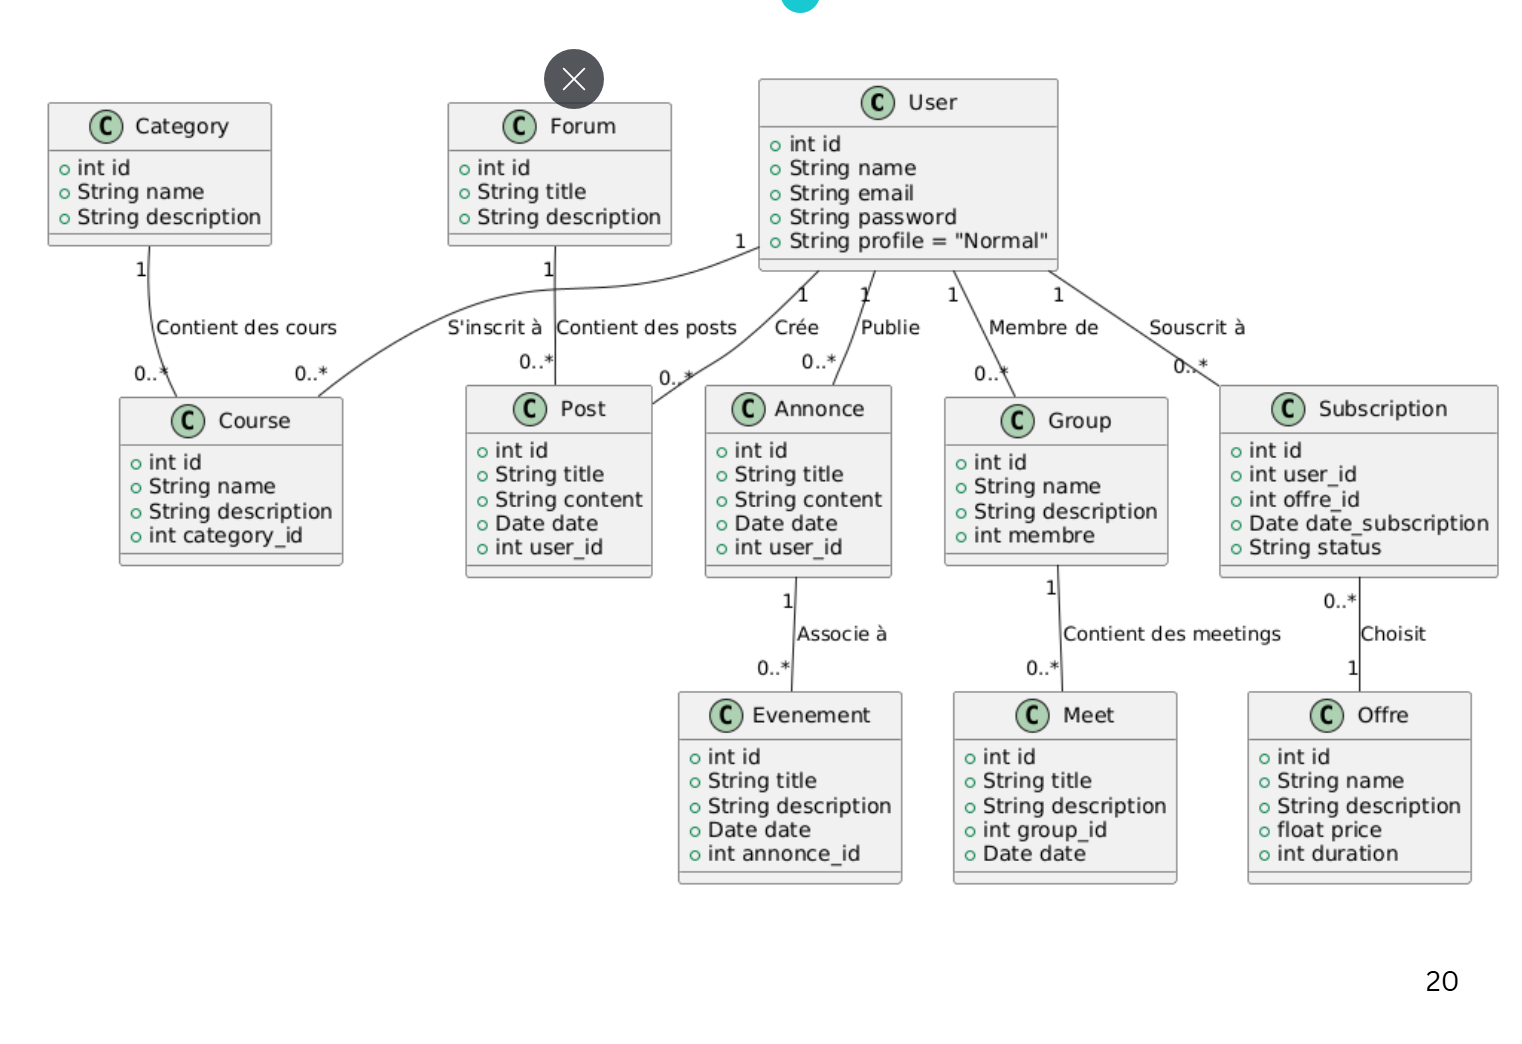 C Category
int id
String name
String description
C Forum
int id
String title
String description
C User
int id
String name
String email
String password
String profile = "Normal"
1
1
1
1
1
1
1
Contient des cours
S'inscrit à
Contient des posts
Crée
Publie
Membre de
Souscrit à
0..*
0..*
0..*
0..*
0..*
0..*
0..*
C Course
int id
String name
String description
int category_id
C Post
int id
String title
String content
Date date
int user_id
C Annonce
int id
String title
String content
Date date
int user_id
C Group
int id
String name
String description
int membre
C Subscription
int id
int user_id
int offre_id
Date date_subscription
String status
1
1
0..*
Associe à
Contient des meetings
Choisit
0..*
0..*
1
C Evenement
int id
String title
String description
Date date
int annonce_id
C Meet
int id
String title
String description
int group_id
Date date
C Offre
int id
String name
String description
float price
int duration
20